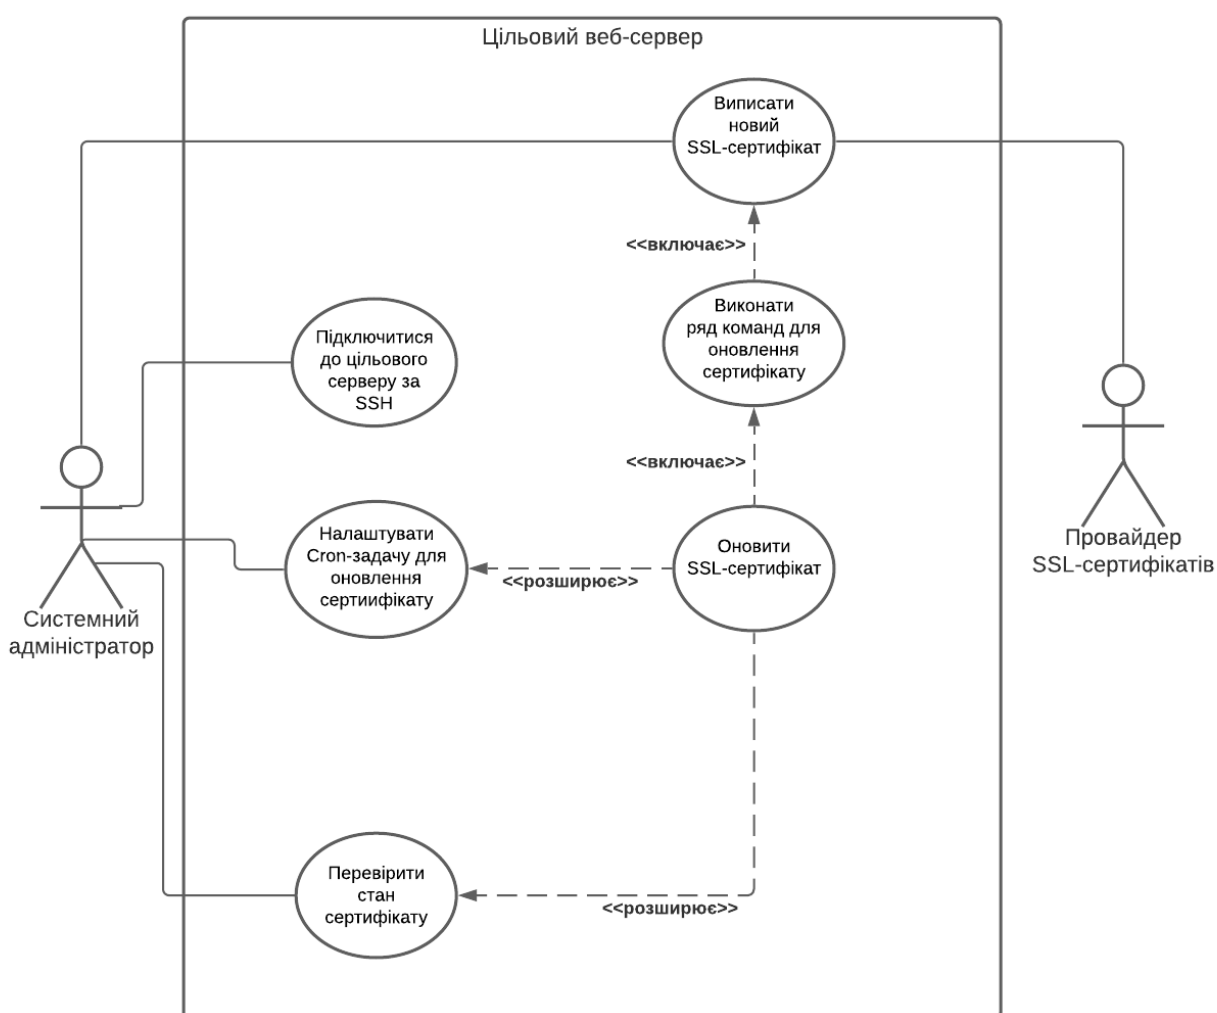 Цільовий веб-сервер
Виписати
новий
SSL-сертифікат
<<включає>>
Виконати
ряд команд для
оновлення
сертифікату
Підключитися
до цільового
серверу за
SSH
<<включає>>
Налаштувати
Cron-задачу для
оновлення
сертиифікату
<<розширює>>
Оновити
SSL-сертифікат
Провайдер
SSL-сертифікатів
Системний
адміністратор
Перевірити
стан
сертифікату
<<розширює>>